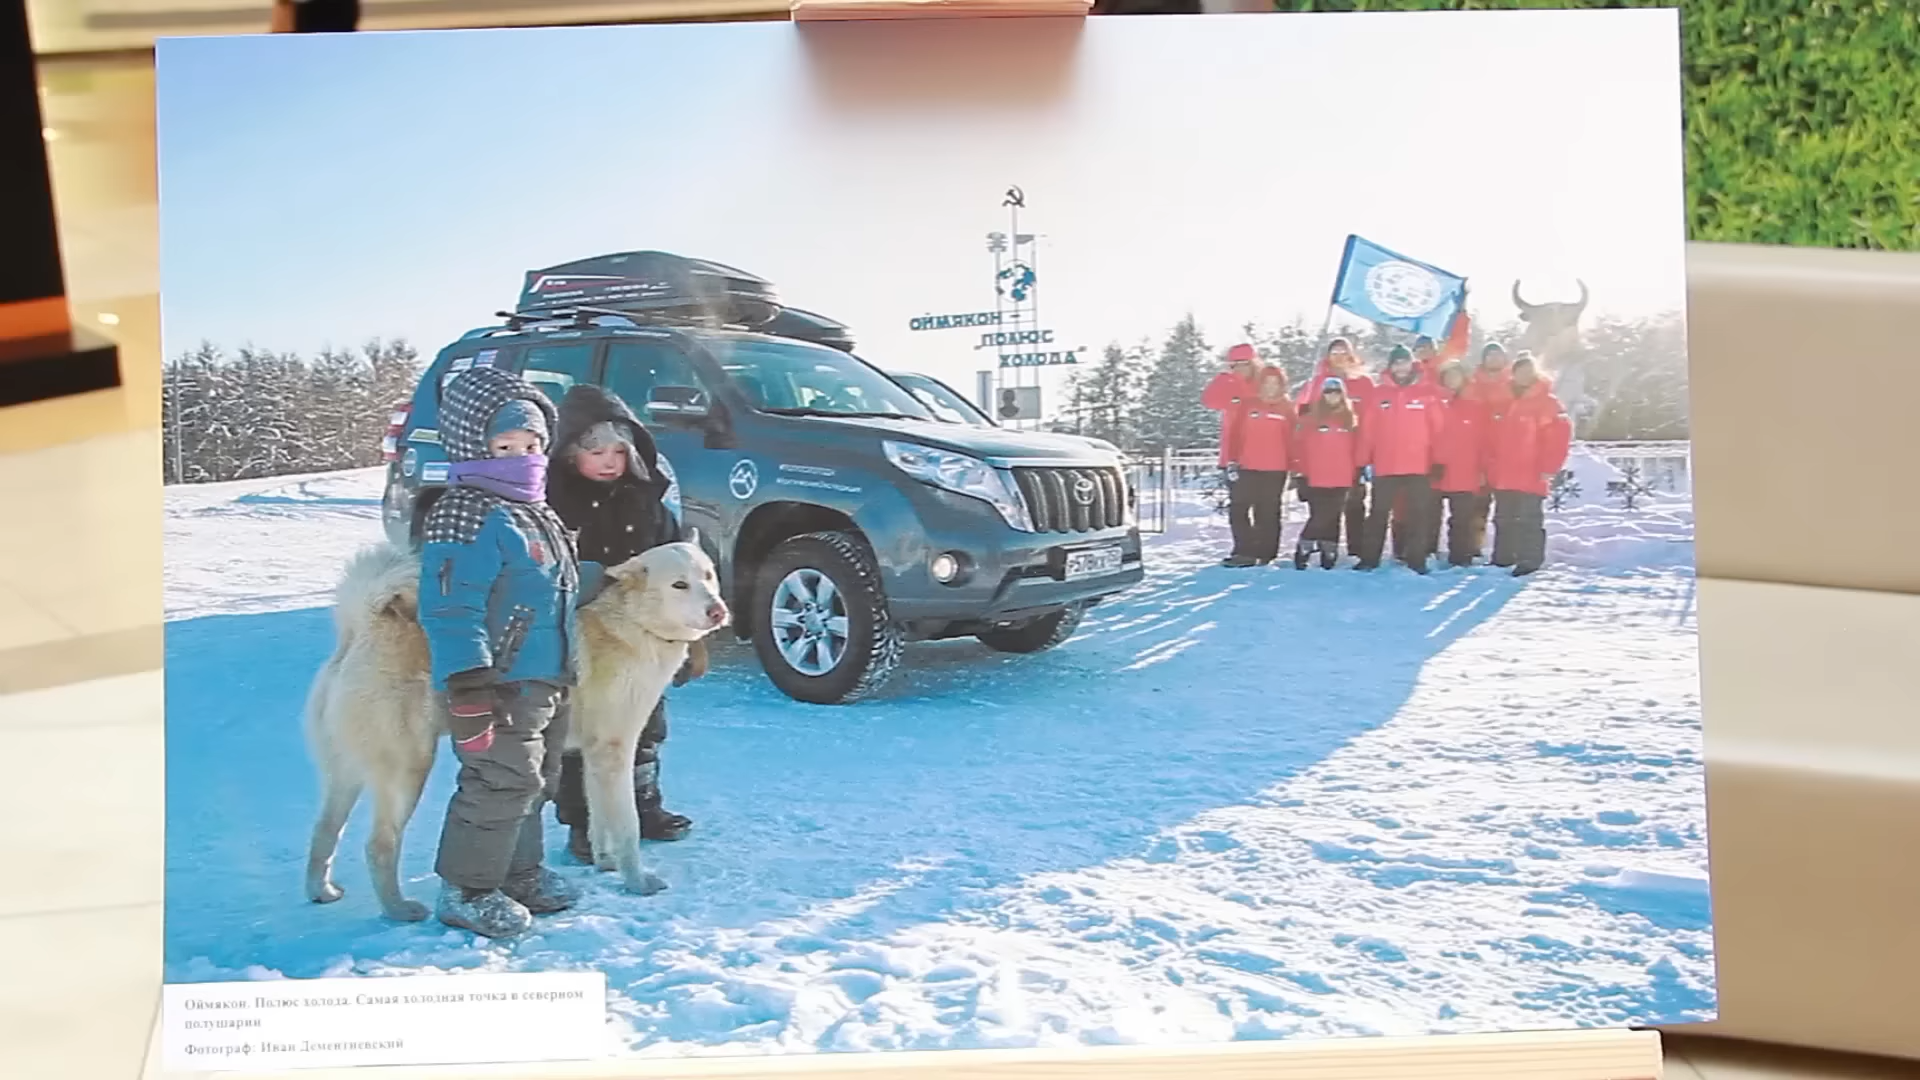 ОЙМЯКОН -
„ПОЛЮС
ХОЛОДА"
Оймякон. Полюс холода. Самая холодная точка в северном
полушарии
Фотограф: Иван Дементиевский